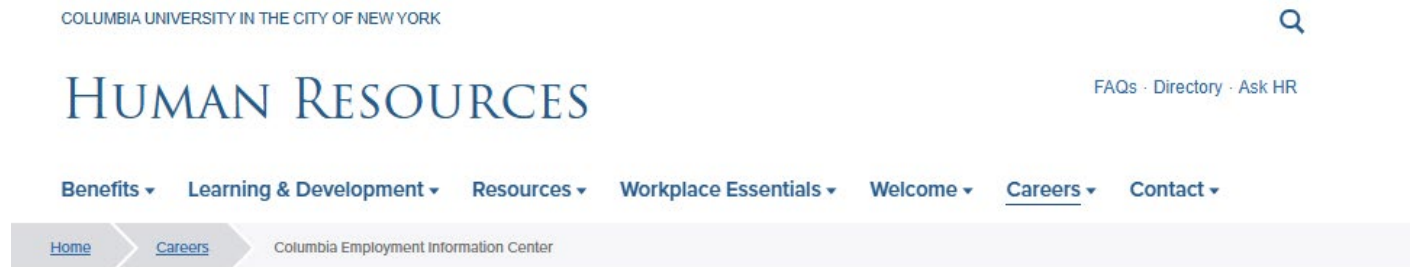 COLUMBIA UNIVERSITY IN THE CITY OF NEW YORK
HUMAN RESOURCES
FAQs · Directory · Ask HR
Benefits Learning & Development Resources Workplace Essentials Welcome Careers Contact
Home Careers Columbia Employment Information Center